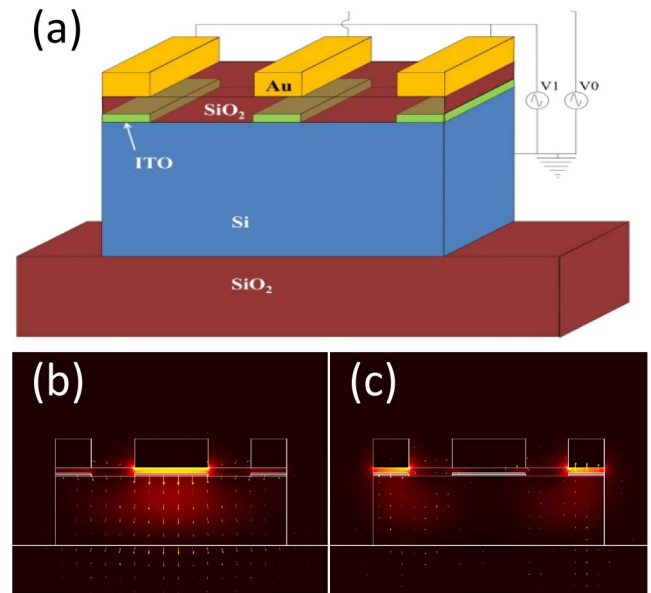 (a)
Au
V1
V0
SiO₂
ITO
Si
SiO₂
(b)
(c)